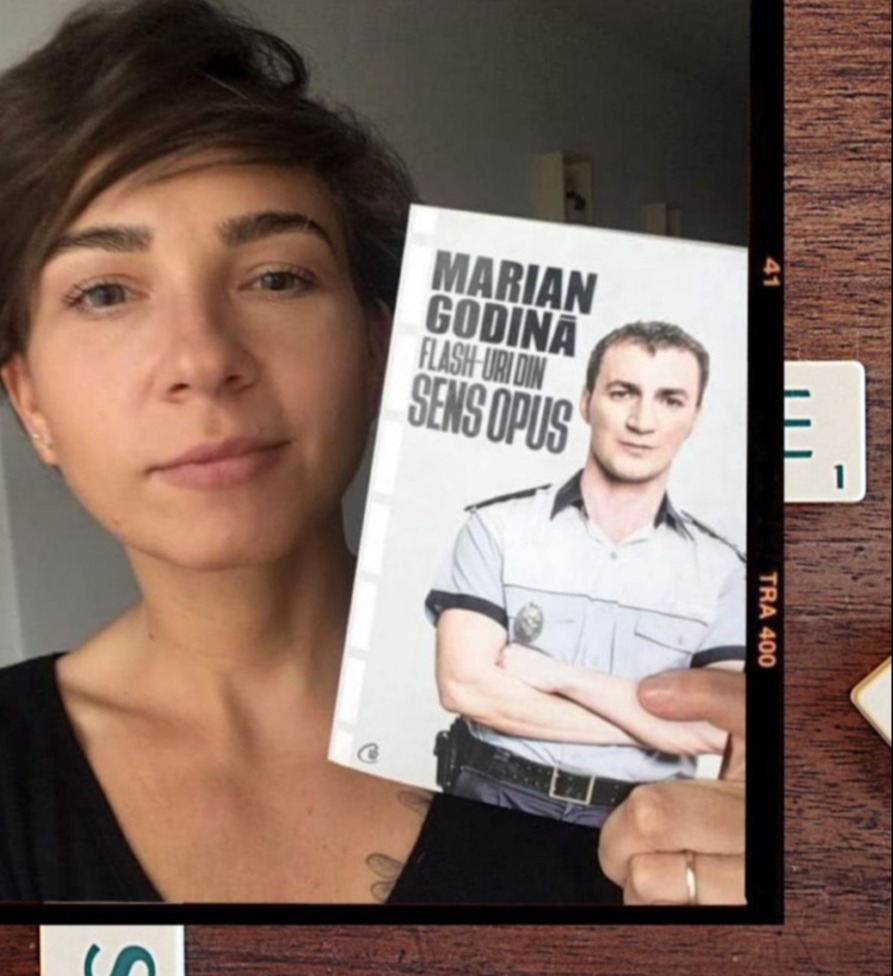 MARIAN
GODINĂ
FLASH-URI DIN
SENS OPUS
41
E
1
TRA 400
S